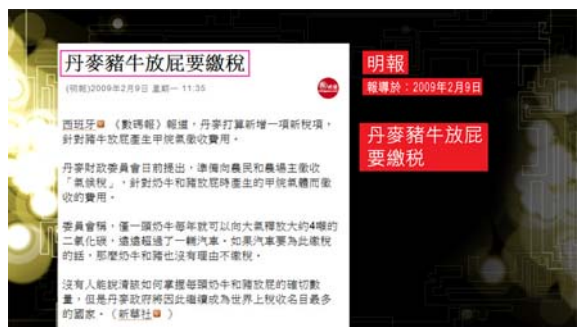 丹麥豬牛放屁要繳稅
(明報)2009年2月9日 星期一 11:35
西班牙 《數碼報》報道，丹麥打算新增一項新稅項，
針對豬牛放屁產生甲烷氣徵收費用。
丹麥財政委員會日前提出，準備向農民和農場主徵收
「氣候稅」，針對奶牛和豬放屁時產生的甲烷氣體而徵
收的費用。
委員會稱，僅一頭奶牛每年就可以向大氣釋放大約4噸的
二氧化碳，遠遠超過了一輛汽車。如果汽車要為此繳稅
的話，那麼奶牛和豬也沒有理由不繳稅。
沒有人能說清該如何掌握每頭奶牛和豬放屁的確切數
量，但是丹麥政府將因此繼續成為世界上稅收名目最多
的國家。（新華社 ）
明報
報導於：2009年2月9日
丹麥豬牛放屁
要繳税